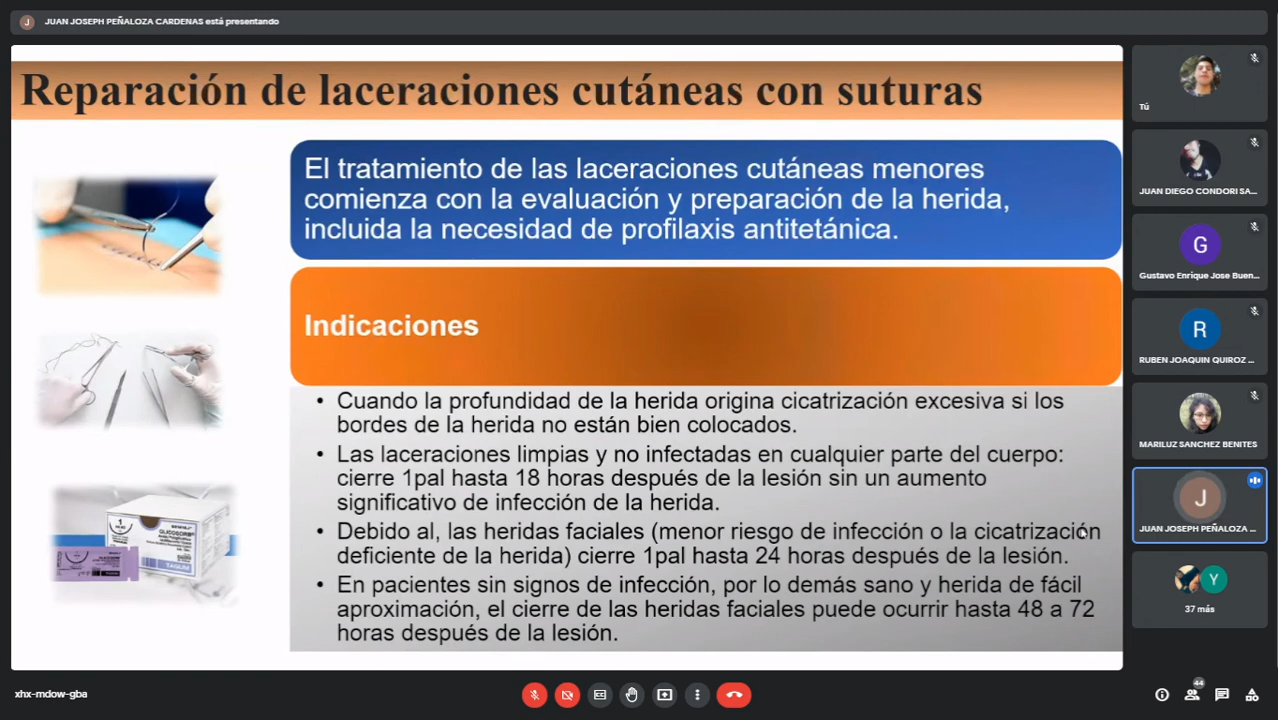 J JUAN JOSEPH PEÑALOZA CARDENAS está presentando
Reparación de laceraciones cutáneas con suturas
El tratamiento de las laceraciones cutáneas menores
comienza con la evaluación y preparación de la herida,
incluida la necesidad de profilaxis antitetánica.
Indicaciones
• Cuando la profundidad de la herida origina cicatrización excesiva si los
bordes de la herida no están bien colocados.
• Las laceraciones limpias y no infectadas en cualquier parte del cuerpo:
cierre 1pal hasta 18 horas después de la lesión sin un aumento
significativo de infección de la herida.
• Debido al, las heridas faciales (menor riesgo de infección o la cicatrización
deficiente de la herida) cierre 1pal hasta 24 horas después de la lesión.
• En pacientes sin signos de infección, por lo demás sano y herida de fácil
aproximación, el cierre de las heridas faciales puede ocurrir hasta 48 a 72
horas después de la lesión.
1
GLICOSORB
TAGUM
Tú
JUAN DIEGO CONDORI SA...
G
Gustavo Enrique Jose Buen...
R
RUBEN JOAQUIN QUIROZ ...
MARILUZ SANCHEZ BENITES
J
JUAN JOSEPH PEÑALOZA ...
Y
37 más
xhx-mdow-gba
44